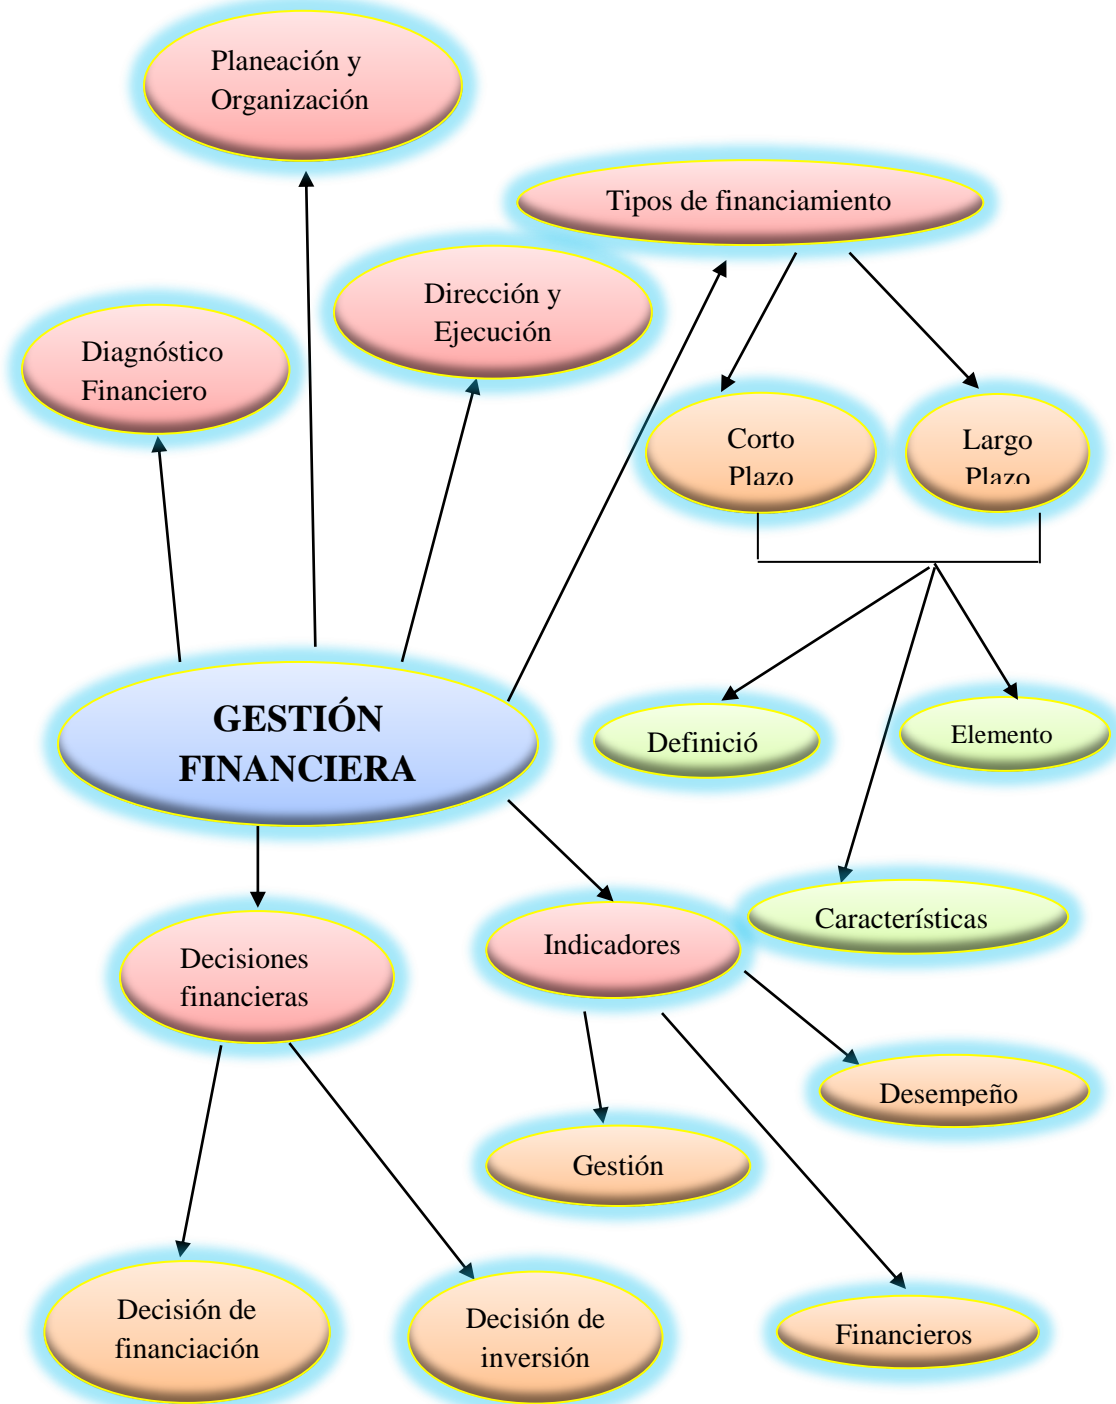 Planeación y
Organización
Tipos de financiamiento
Dirección y
Ejecución
Diagnóstico
Financiero
Corto
Plazo
Largo
Plazo
GESTIÓN
FINANCIERA
Definició
Elemento
Características
Decisiones
financieras
Indicadores
Desempeño
Gestión
Decisión de
financiación
Decisión de
inversión
Financieros